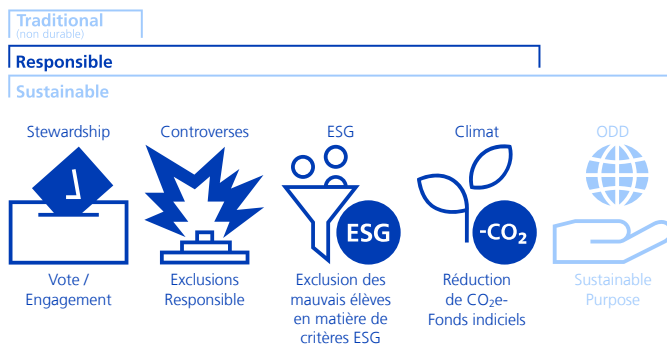 Traditional
(non durable)
Responsible
Sustainable
Stewardship
Controverses
ESG
Climat
ODD
ESG
-CO₂
Vote /
Engagement
Exclusions
Responsible
Exclusion des
mauvais élèves
en matière de
critères ESG
Réduction
de CO₂e-
Fonds indiciels
Sustainable
Purpose